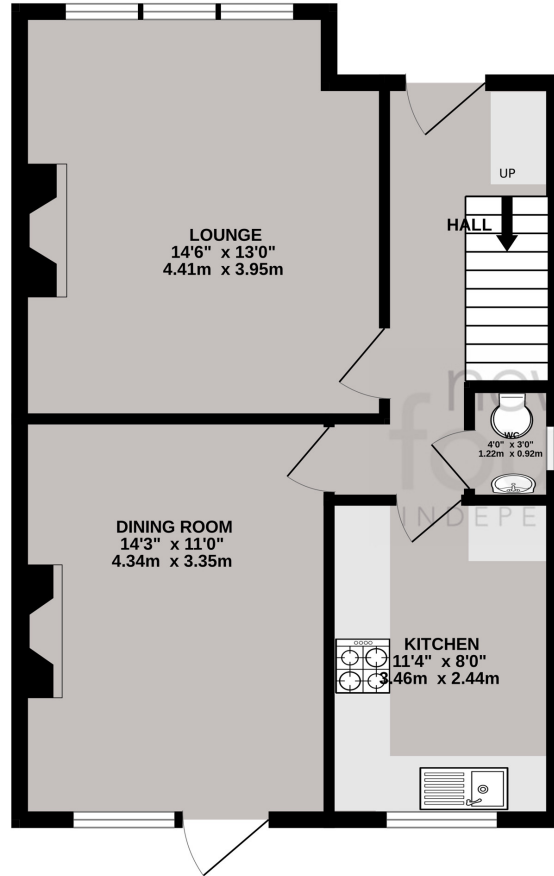 UP
HALL
LOUNGE
14'6" x 13'0"
4.41m x 3.95m
WC
4'0" x 3'0"
1.22m x 0.92m
DINING ROOM
14'3" x 11'0"
4.34m x 3.35m
KITCHEN
11'4" x 8'0"
3.46m x 2.44m